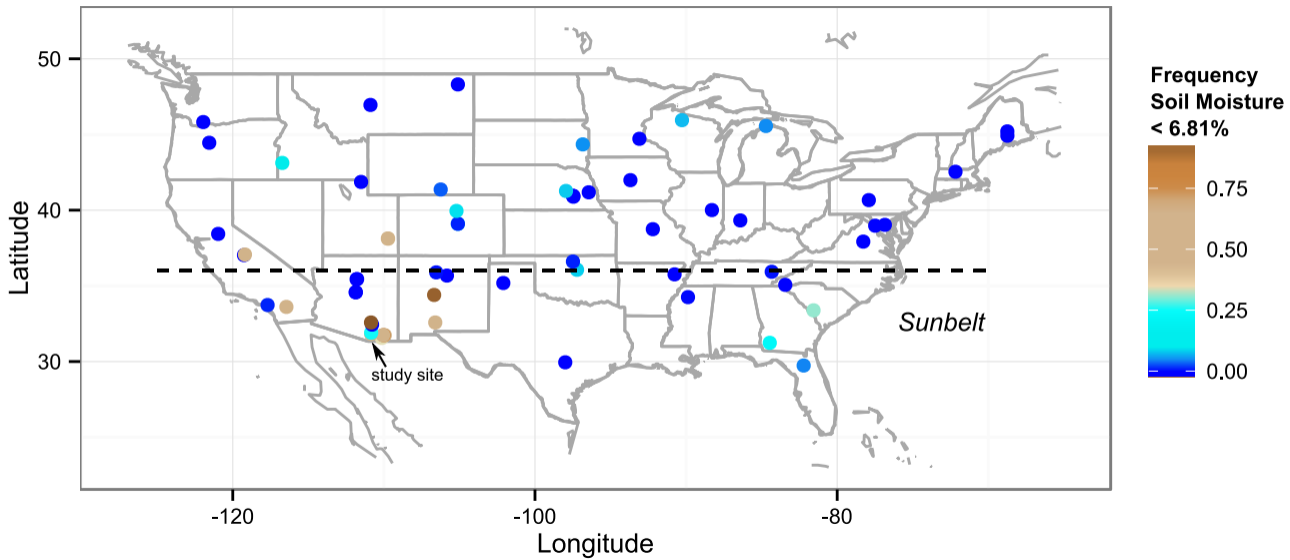 50
40
30
Latitude
-120
-100
-80
Longitude
Sunbelt
study site
Frequency
Soil Moisture
< 6.81%
0.75
0.50
0.25
0.00